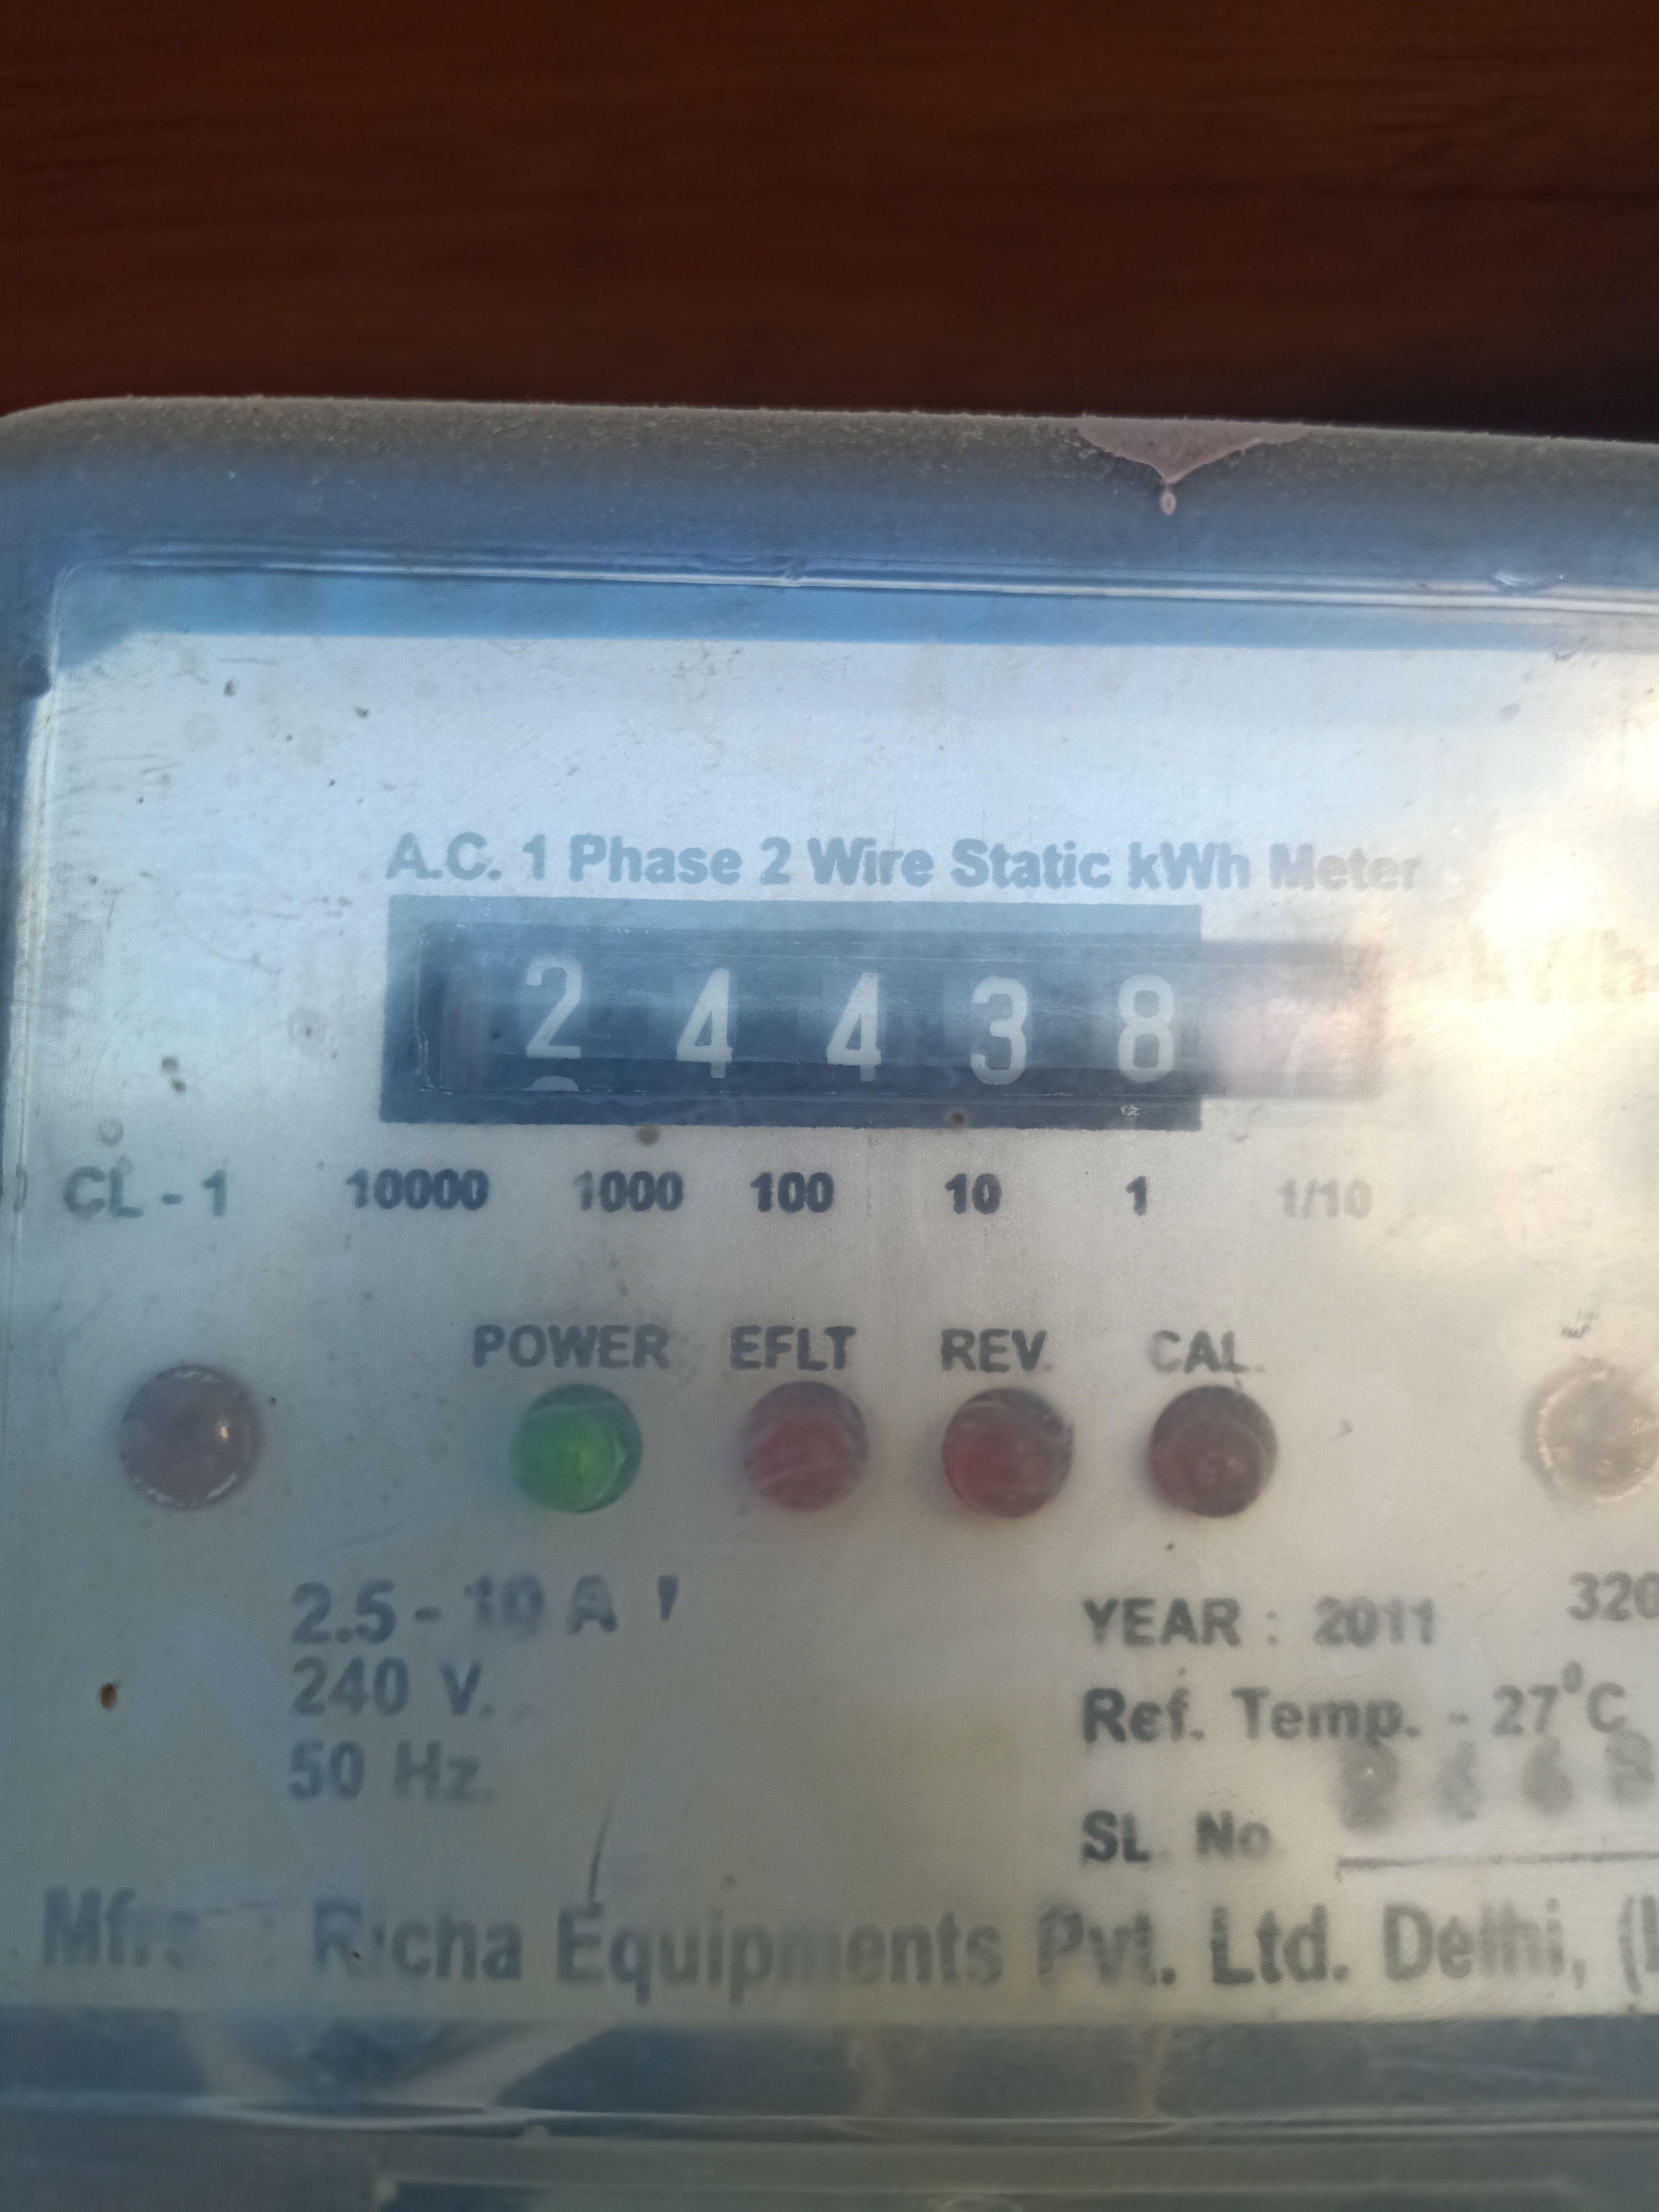 A.C. 1 Phase 2 Wire Static kWh Meter
2 4 4 3 8
CL - 1 10000 1000 100 10 1 1/10
POWER EFLT REV. CAL.
2.5 - 10 A
240 V.
50 Hz.
YEAR : 2011
Ref. Temp. - 27°C
SL. No.
Richa Equipments Pvt. Ltd. Delhi,